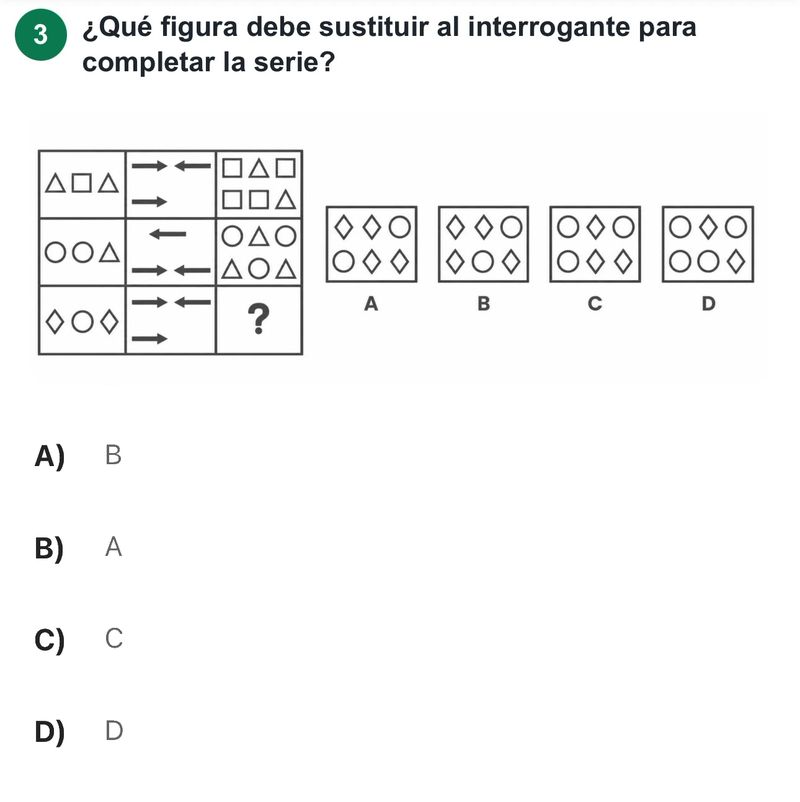 3 ¿Qué figura debe sustituir al interrogante para
completar la serie?
?
A B C D
A) B
B) A
C) C
D) D